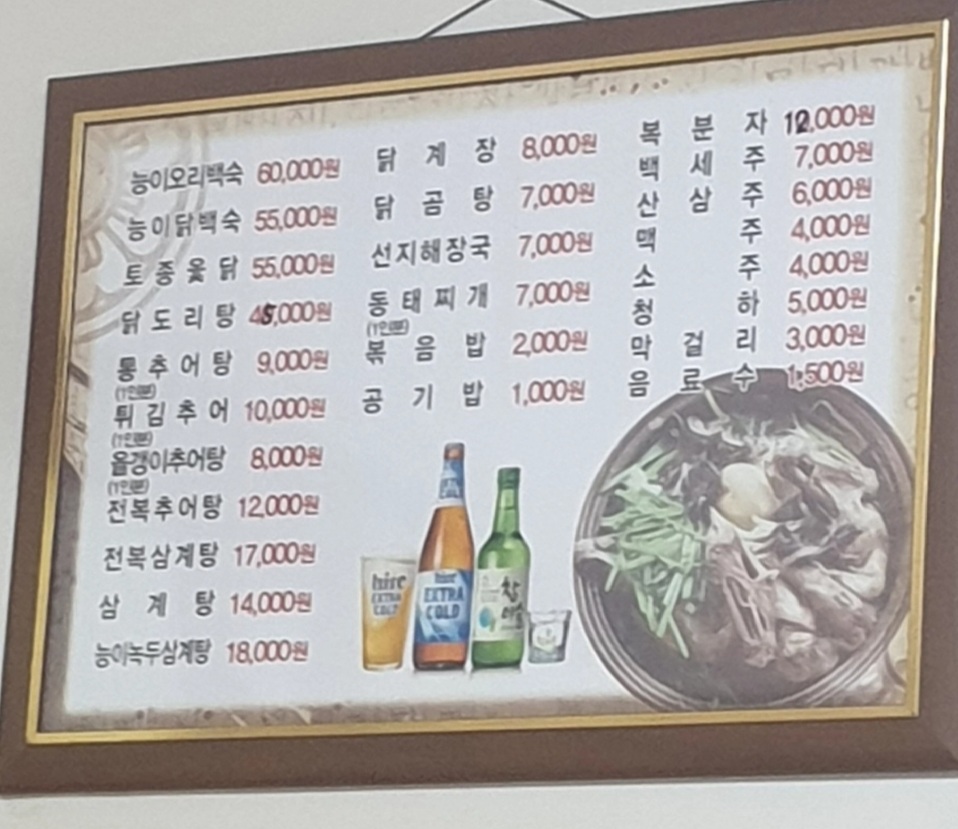 능이오리백숙 60,000원
능이닭백숙 55,000원
토종옻닭 55,000원
닭도리탕 45,000원
통추어탕 9,000원
(1인분)
튀김추어 10,000원
(1인분)
올갱이추어탕 8,000원
(1인분)
전복추어탕 12,000원
전복삼계탕 17,000원
삼계탕 14,000원
능이녹두삼계탕 18,000원
닭계장 8,000원
닭곰탕 7,000원
선지해장국 7,000원
동태찌개 7,000원
(1인분)
볶음밥 2,000원
공기밥 1,000원
복분자 12,000원
백세주 7,000원
산삼주 6,000원
맥주 4,000원
소주 4,000원
청하 5,000원
막걸리 3,000원
음료수 1,500원
hite
EXTRA
COLD
hite
EXTRA
COLD
참
이슬